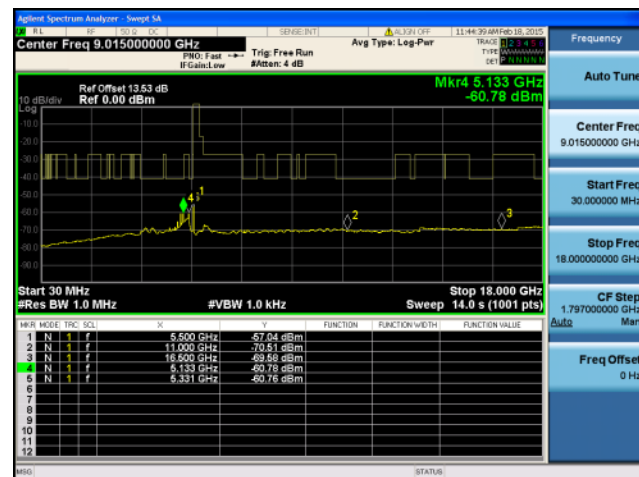 Agilent Spectrum Analyzer - Swept SA
RL RF 50 Ω DC SENSE:INT ALIGN OFF 11:44:39 AM Feb 18, 2015
Center Freq 9.015000000 GHz
PNO: Fast
IFGain:Low
Trig: Free Run
#Atten: 4 dB
Avg Type: Log-Pwr
TRACE 1 2 3 4 5 6
TYPE
DET P N N N N N
Frequency
Auto Tune
Center Freq
9.015000000 GHz
Start Freq
30.000000 MHz
Stop Freq
18.000000000 GHz
CF Step
1.797000000 GHz
Auto Man
Freq Offset
0 Hz
Mkr4 5.133 GHz
-60.78 dBm
Ref Offset 13.53 dB
10 dB/div Ref 0.00 dBm
Log
-10.0
-20.0
-30.0
-40.0
-50.0
-60.0
-70.0
-80.0
-90.0
4
1
5
2
3
Start 30 MHz Stop 18.000 GHz
#Res BW 1.0 MHz #VBW 1.0 kHz Sweep 14.0 s (1001 pts)
MKR MODE TRC SCL X Y FUNCTION FUNCTION WIDTH FUNCTION VALUE
1 N 1 f 5.500 GHz -57.04 dBm
2 N 1 f 11.000 GHz -70.51 dBm
3 N 1 f 16.500 GHz -69.58 dBm
4 N 1 f 5.133 GHz -60.78 dBm
5 N 1 f 5.331 GHz -60.76 dBm
6
7
8
9
10
11
12
MSG STATUS